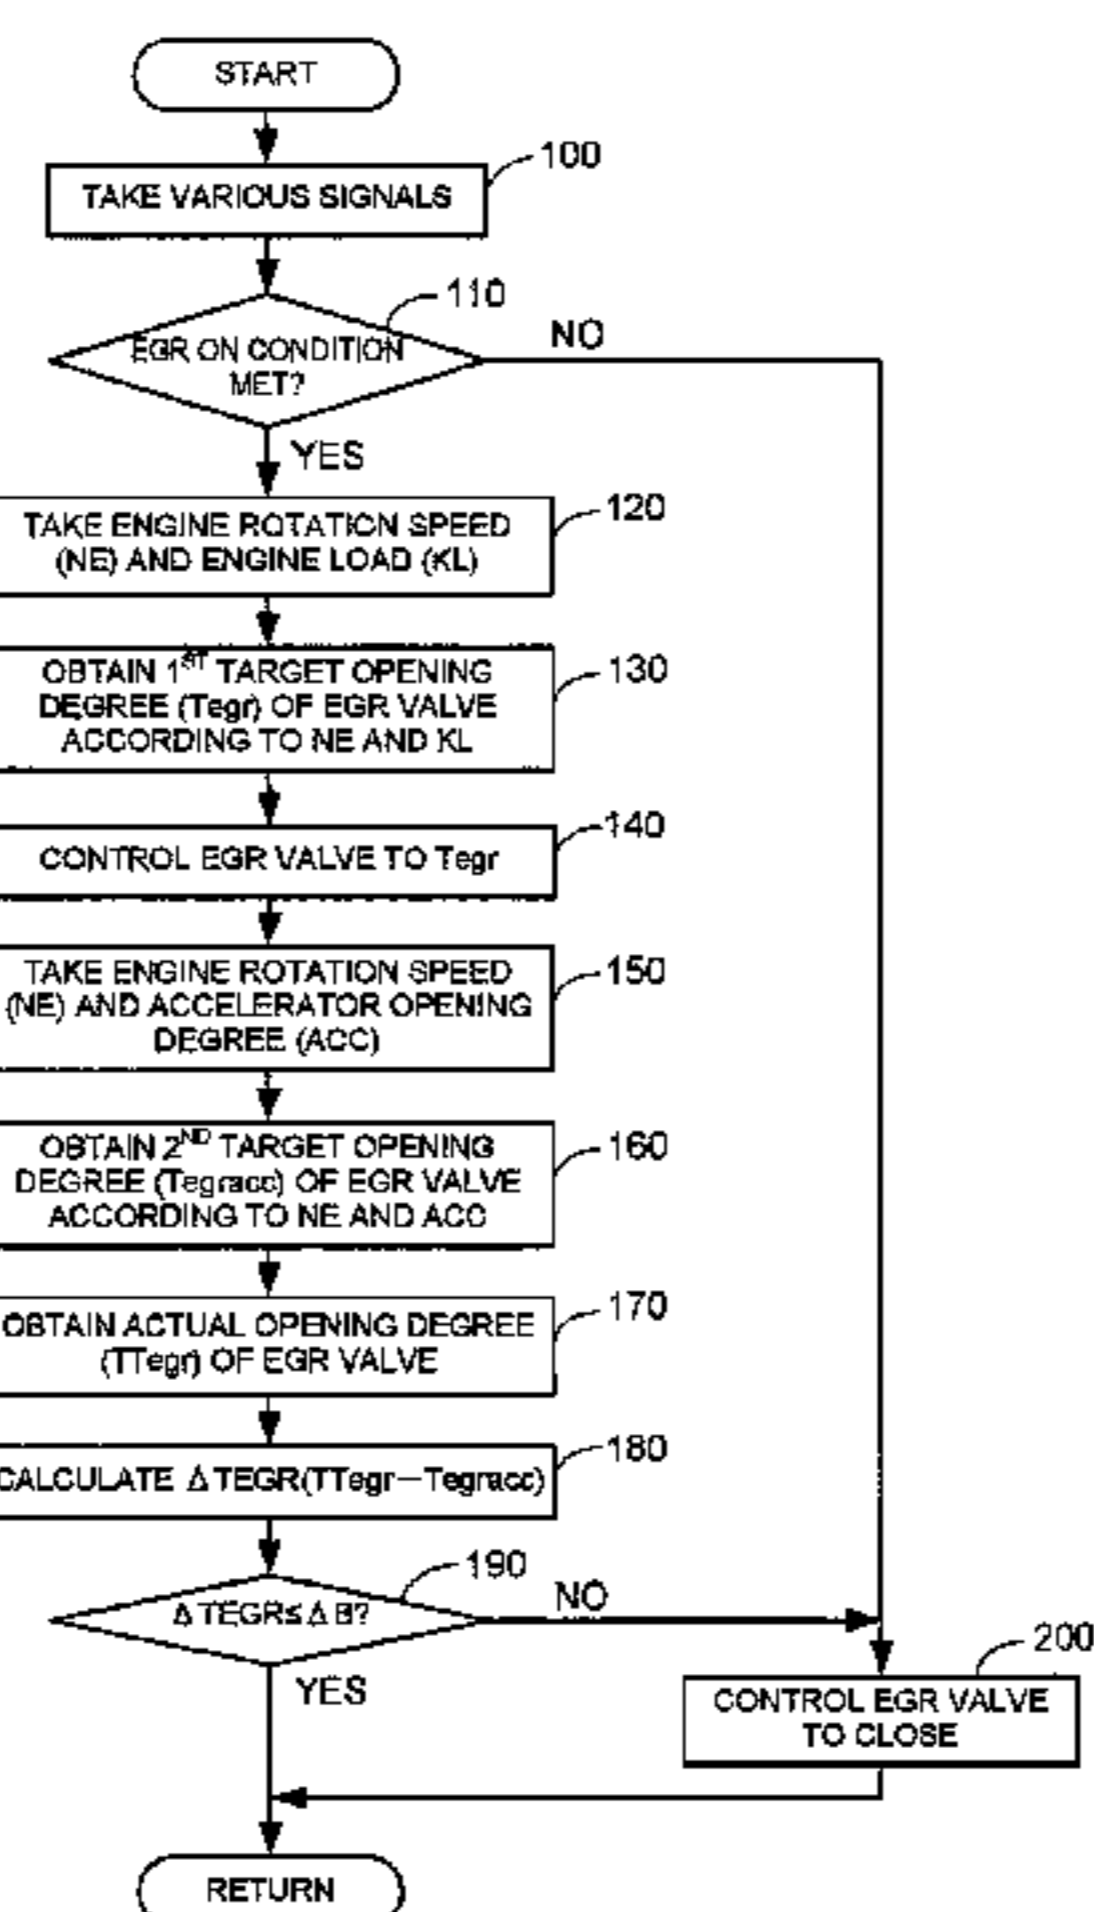 START
100
TAKE VARIOUS SIGNALS
110
EGR ON CONDITION
MET?
NO
YES
120
TAKE ENGINE ROTATION SPEED
(NE) AND ENGINE LOAD (KL)
130
OBTAIN 1ST TARGET OPENING
DEGREE (Tegr) OF EGR VALVE
ACCORDING TO NE AND KL
140
CONTROL EGR VALVE TO Tegr
150
TAKE ENGINE ROTATION SPEED
(NE) AND ACCELERATOR OPENING
DEGREE (ACC)
160
OBTAIN 2ND TARGET OPENING
DEGREE (Tegracc) OF EGR VALVE
ACCORDING TO NE AND ACC
170
OBTAIN ACTUAL OPENING DEGREE
(TTegr) OF EGR VALVE
180
CALCULATE Δ TEGR(TTegr−Tegracc)
190
Δ TEGR≤ Δ B?
NO
YES
200
CONTROL EGR VALVE
TO CLOSE
RETURN